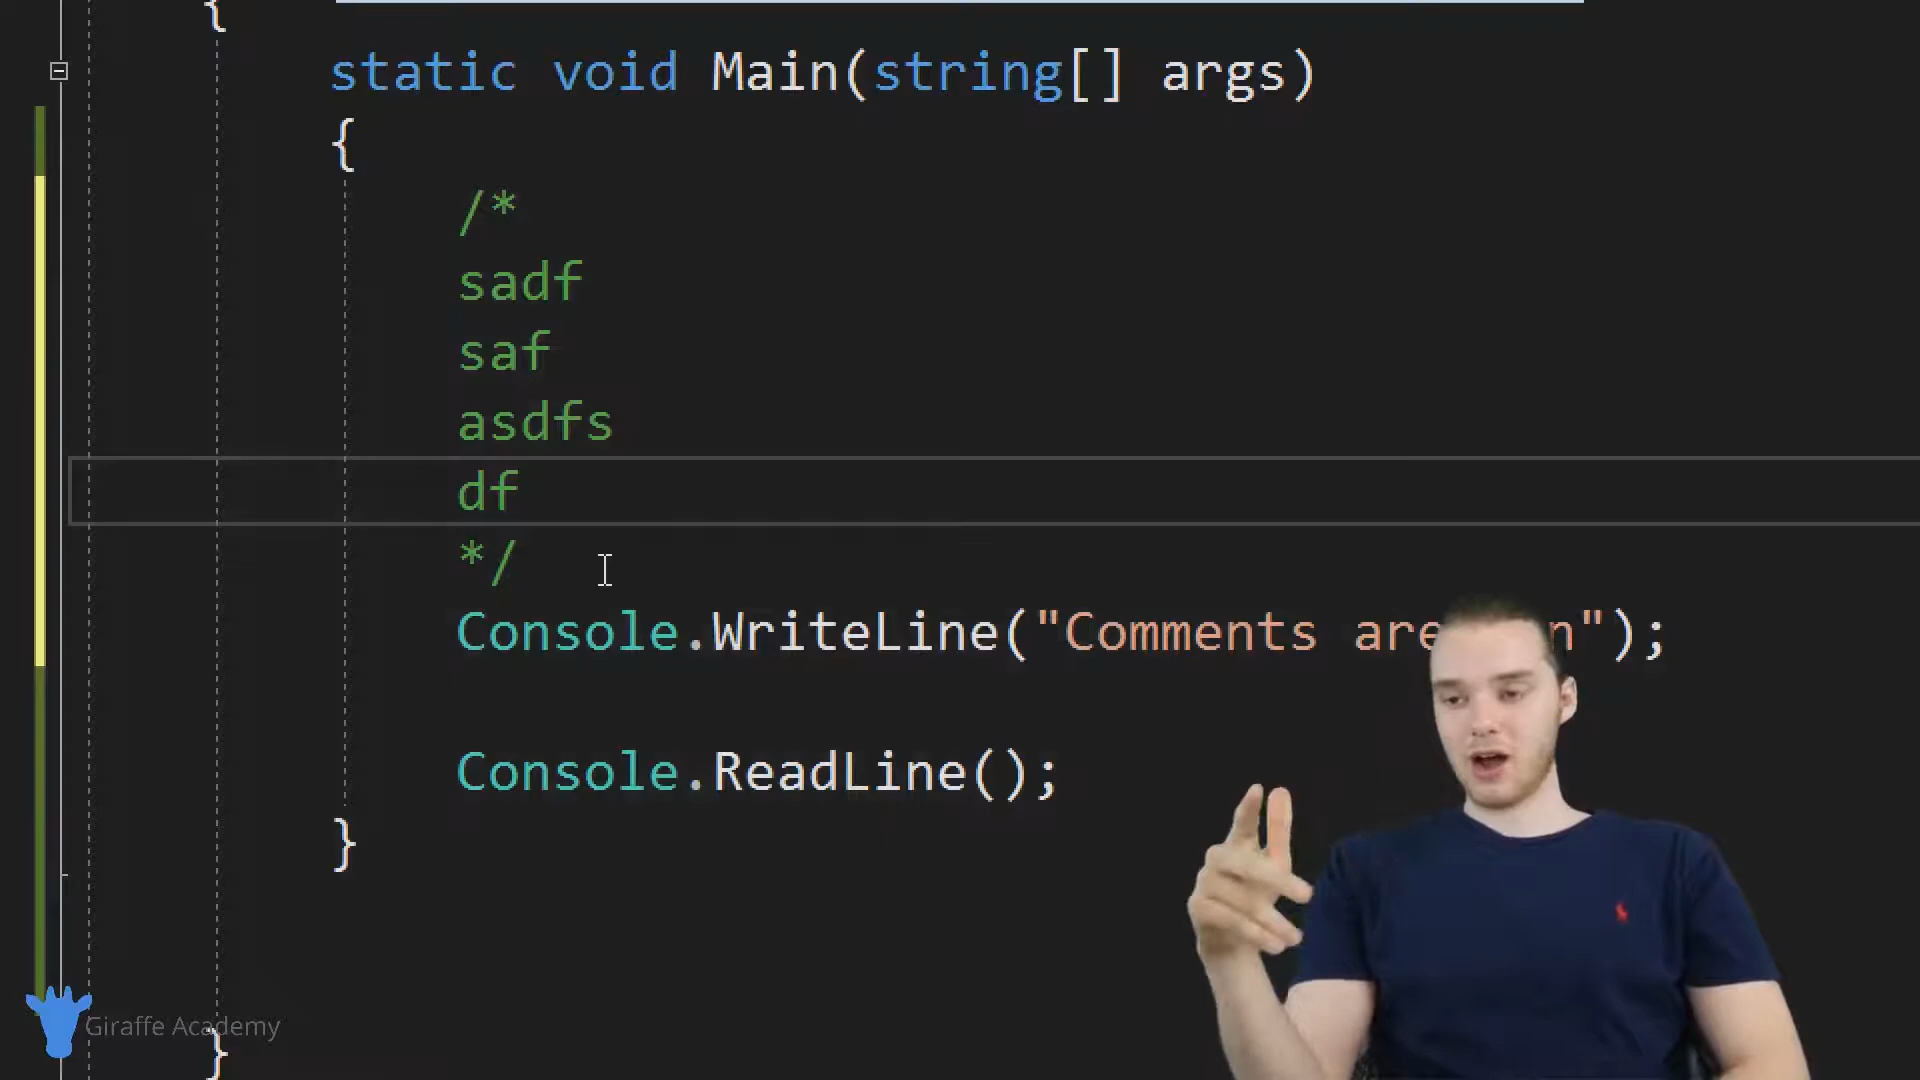 {
static void Main(string[] args)
{
/*
sadf
saf
asdfs
df
*/
Console.WriteLine("Comments are n");
Console.ReadLine();
}
Giraffe Academy
}